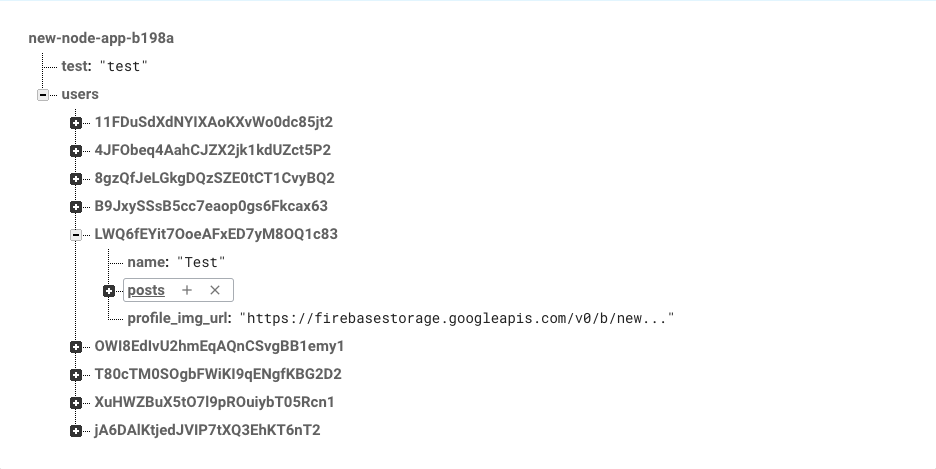 new-node-app-b198a
test: "test"
users
11FDuSdXdNYIXAoKXvWo0dc85jt2
4JFObeq4AahCJZX2jk1kdUZct5P2
8gzQfJeLGkgDQzSZE0tCT1CvyBQ2
B9JxySSsB5cc7eaop0gs6Fkcax63
LWQ6fEYit7OoeAFxED7yM8OQ1c83
name: "Test"
posts
profile_img_url: "https://firebasestorage.googleapis.com/v0/b/new..."
OWI8EdlvU2hmEqAQnCSvgBB1emy1
T80cTM0SOgbFWiKI9qENgfKBG2D2
XuHWZBuX5tO7l9pROuiybT05Rcn1
jA6DAlKtjedJVIP7tXQ3EhKT6nT2